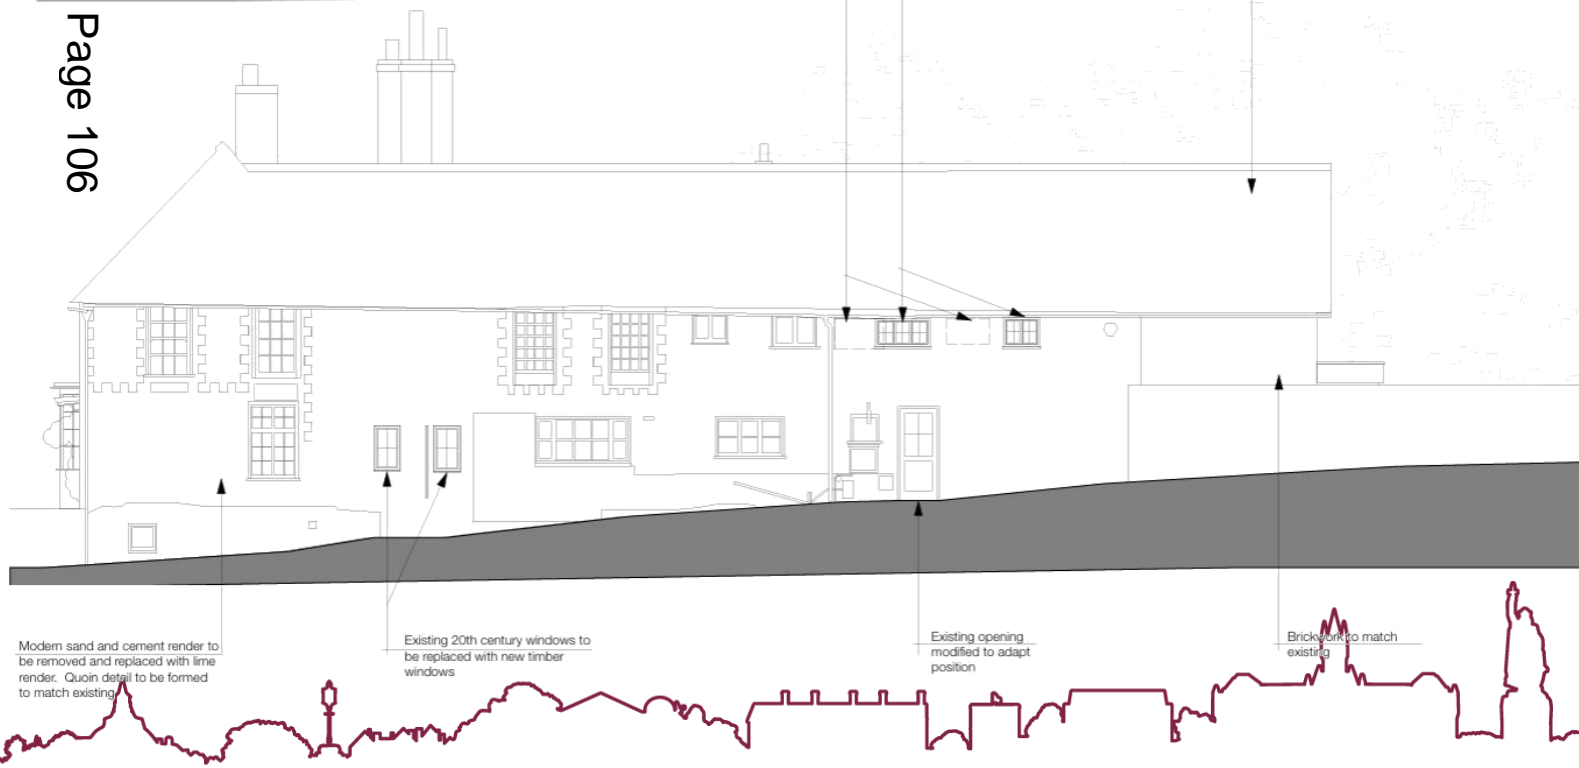 Page 106
Modern sand and cement render to
be removed and replaced with lime
render. Quoin detail to be formed
to match existing
Existing 20th century windows to
be replaced with new timber
windows
Existing opening
modified to adapt
position
Brickwork to match
existing